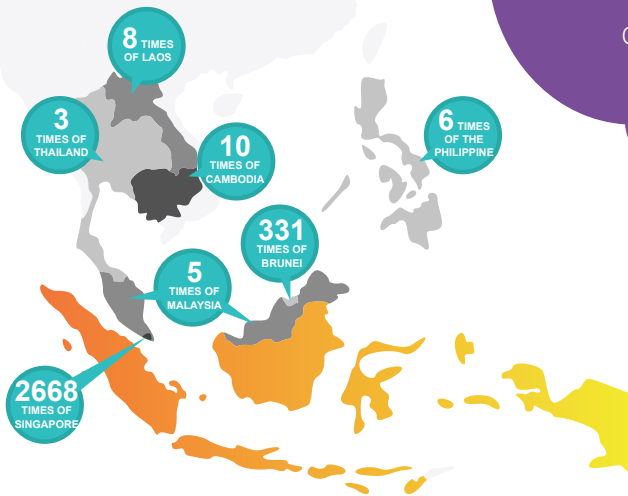 8 TIMES
OF LAOS
3
TIMES OF
THAILAND
10
TIMES OF
CAMBODIA
6 TIMES
OF THE
PHILIPPINE
331
TIMES OF
BRUNEI
5
TIMES OF
MALAYSIA
2668
TIMES OF
SINGAPORE